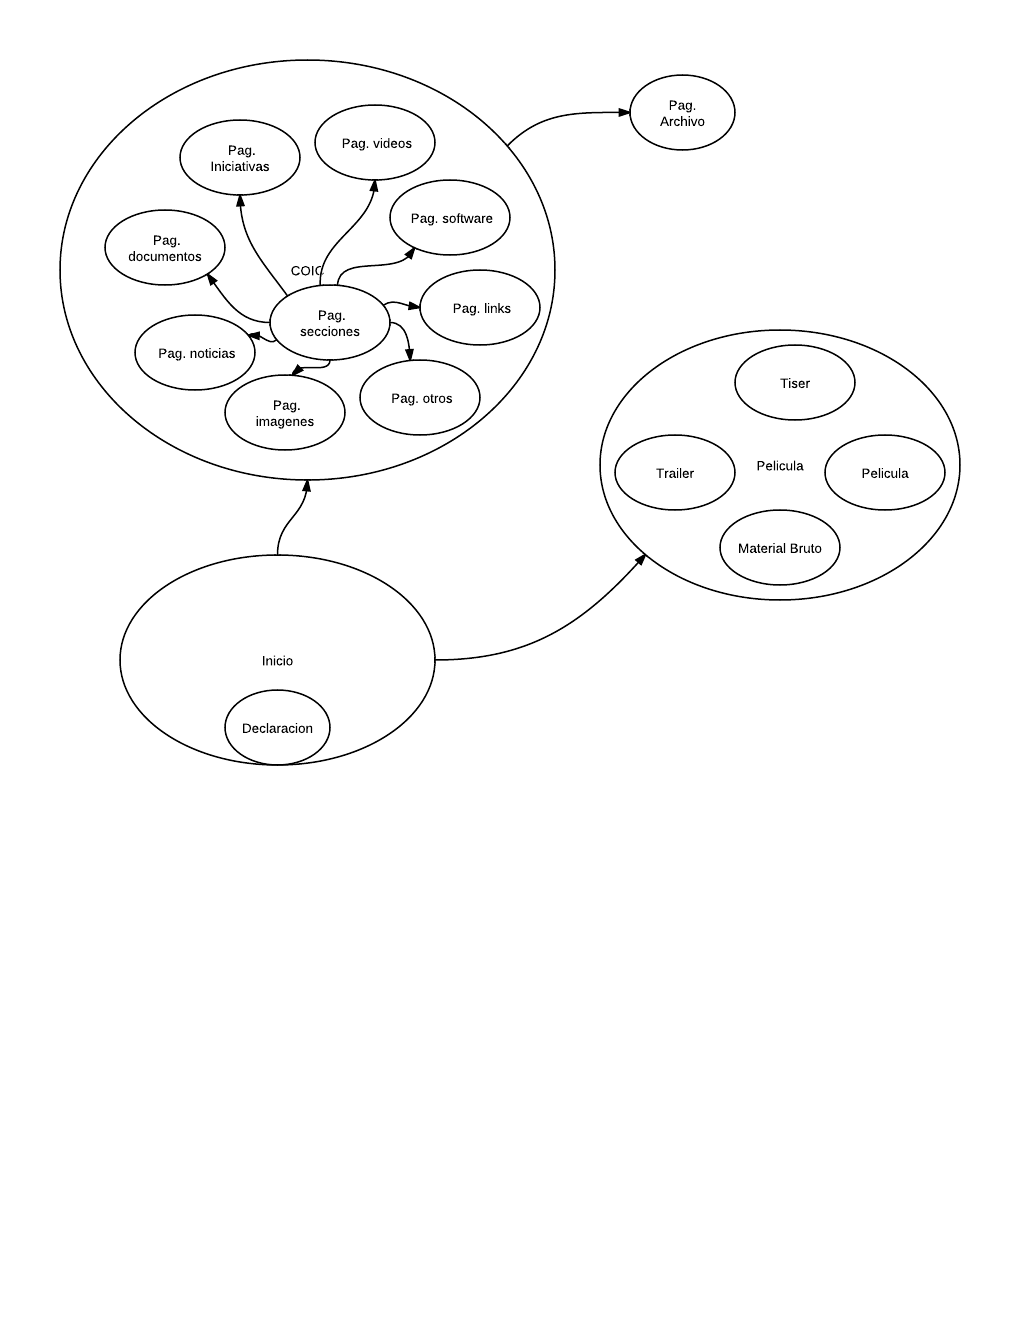 Pag.
Archivo
Pag. videos
Pag.
Iniciativas
Pag. software
Pag.
documentos
COIC
Pag. links
Pag.
secciones
Pag. noticias
Pag. otros
Pag.
imagenes
Tiser
Trailer
Pelicula
Pelicula
Material Bruto
Inicio
Declaracion